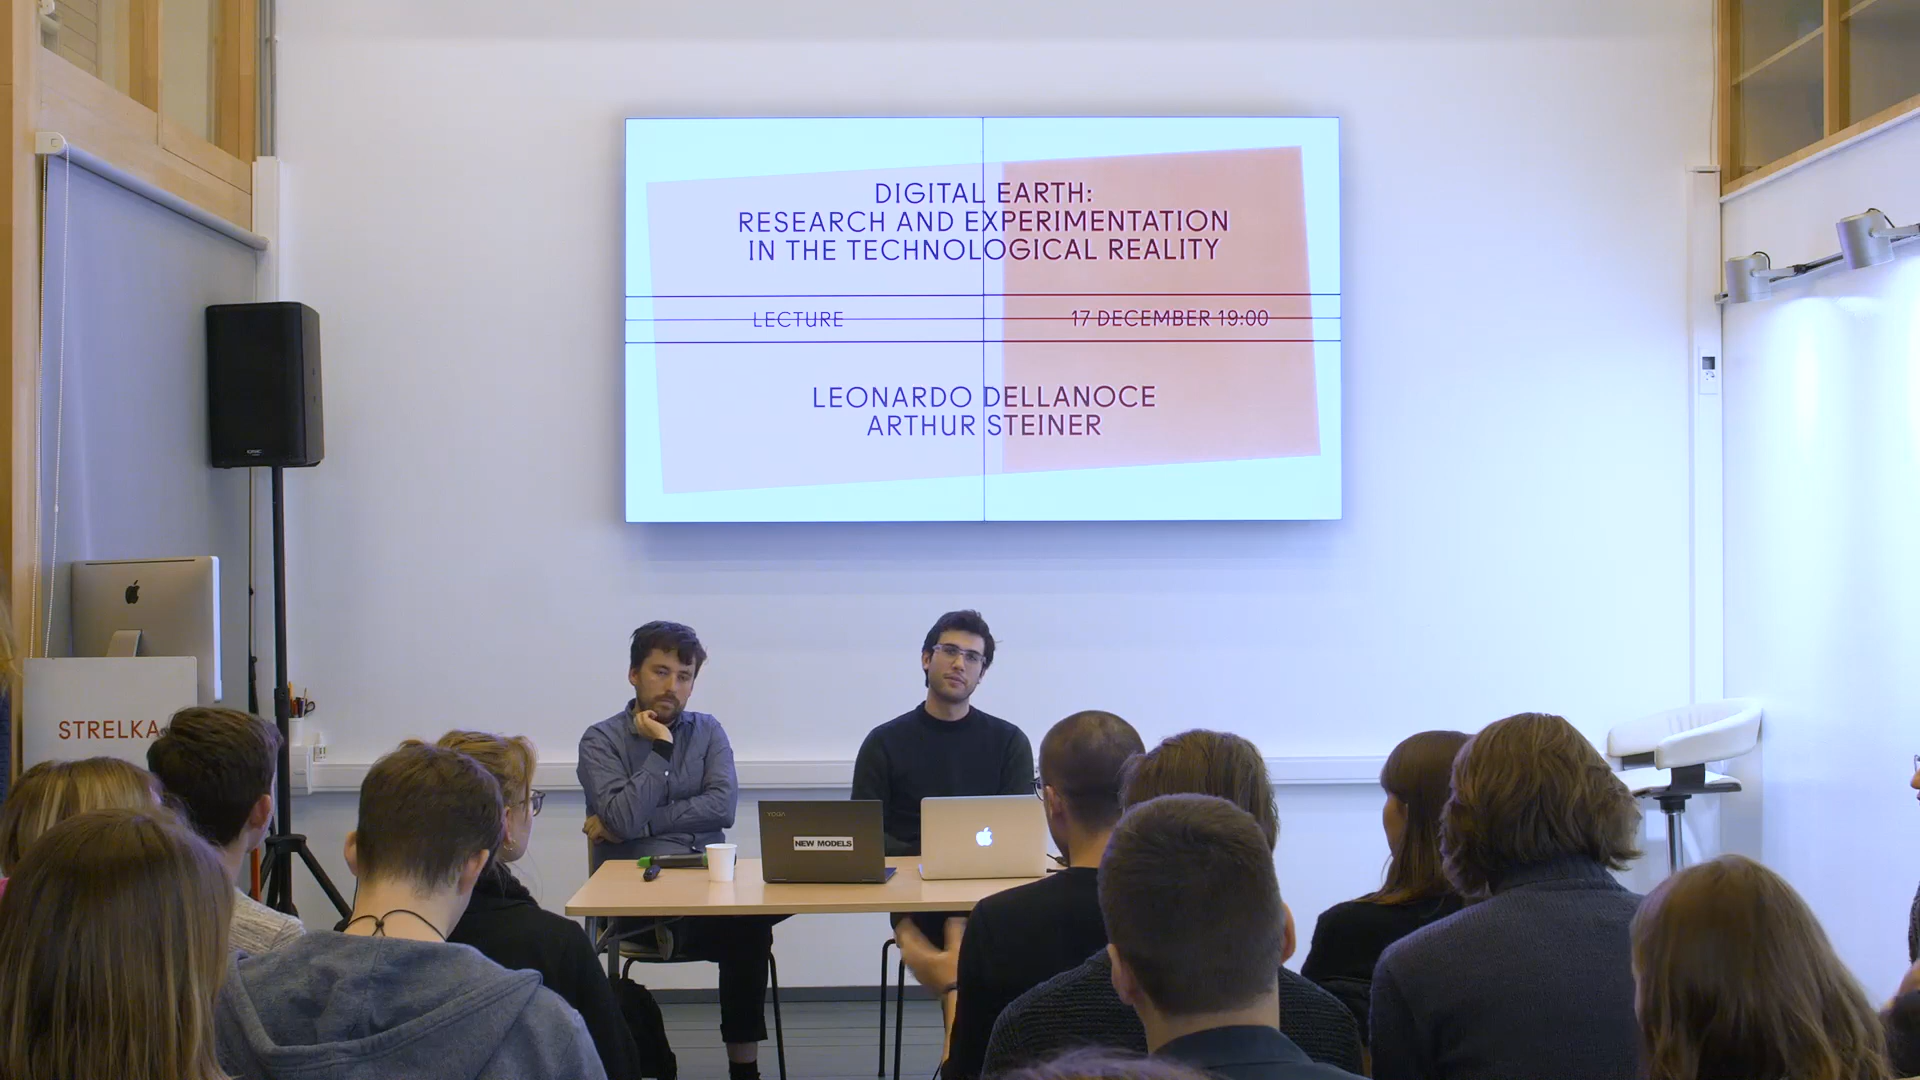 DIGITAL EARTH:
RESEARCH AND EXPERIMENTATION
IN THE TECHNOLOGICAL REALITY
LECTURE
17 DECEMBER 19:00
LEONARDO DELLANOCE
ARTHUR STEINER
STRELKA
YOGA
NEW MODELS